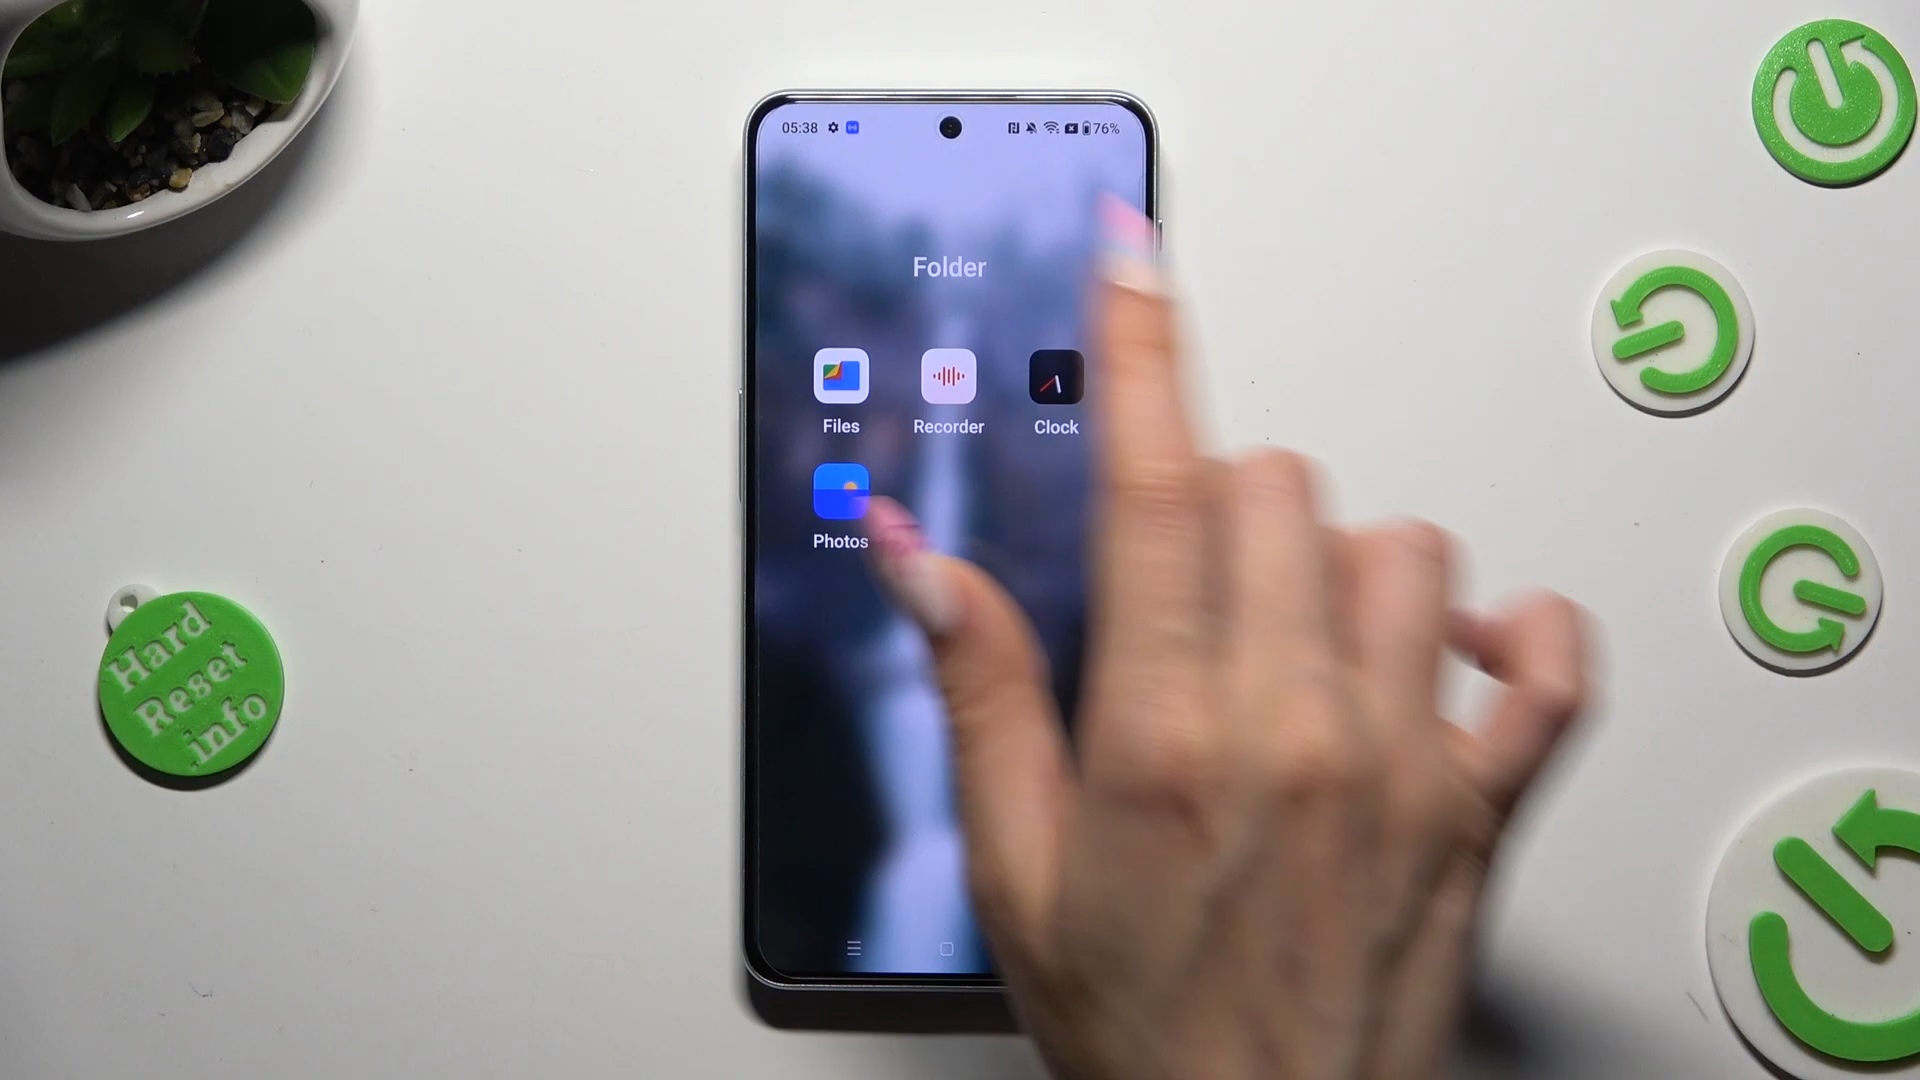 05:38
76%
Folder
Files
Recorder
Clock
Photos
Hard
Reset
.info